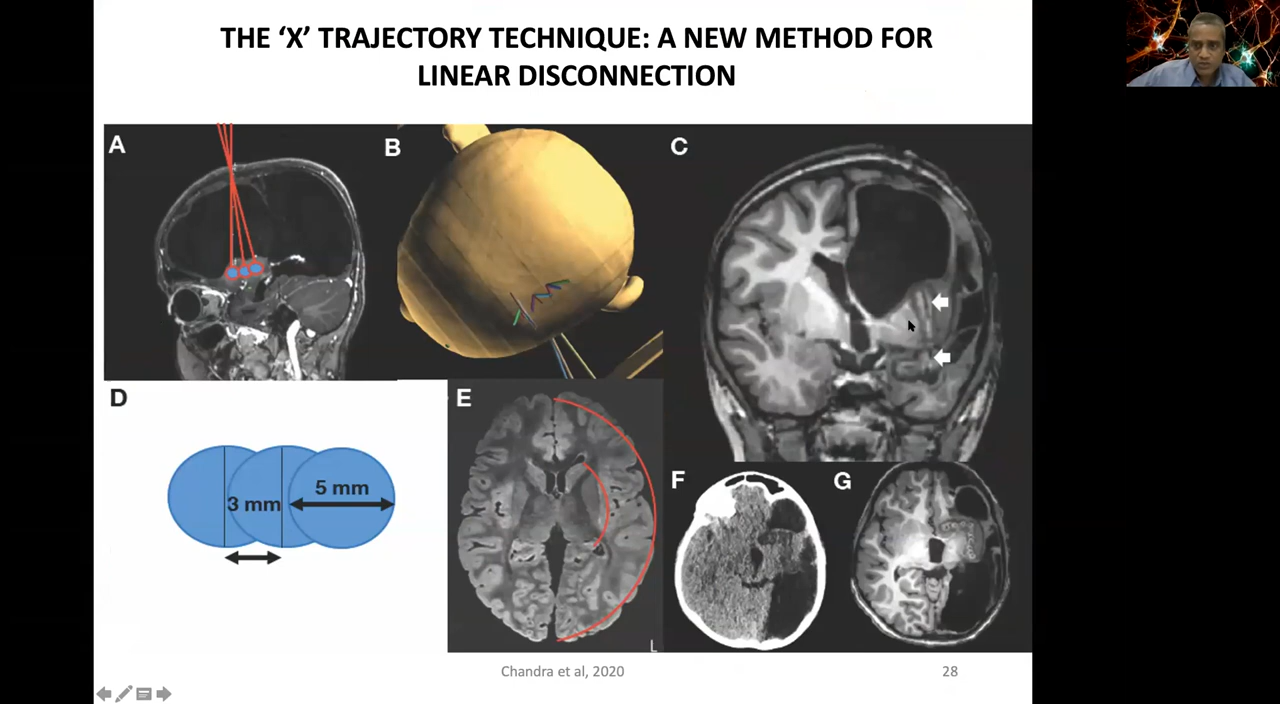 THE ‘X’ TRAJECTORY TECHNIQUE: A NEW METHOD FOR
LINEAR DISCONNECTION
A
B
C
D
3 mm
5 mm
E
L
F
G
Chandra et al, 2020
28